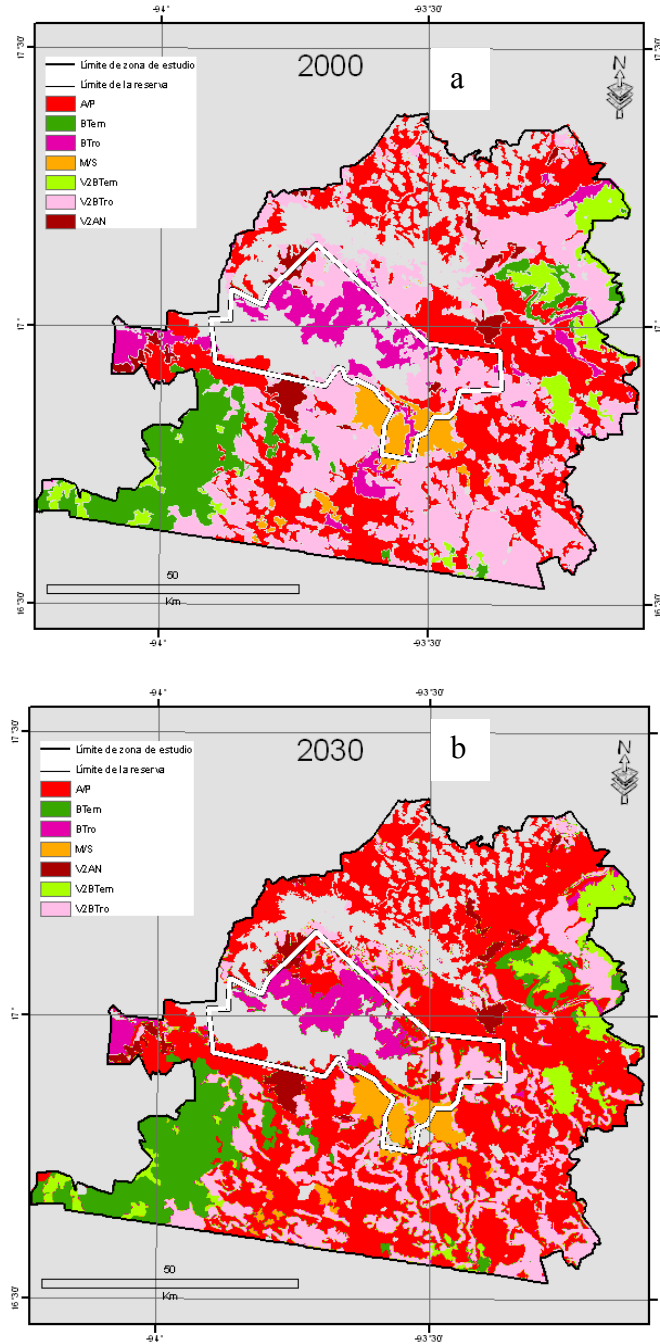 -94°
-93°30'
17°30'
17°30'
2000
a
N
Límite de zona de estudio
Límite de la reserva
A/P
BTem
BTro
M/S
V2BTem
V2BTro
V2AN
17°
17°
50
Km
16°30'
16°30'
-94°
-93°30'
-94°
-93°30'
17°30'
17°30'
2030
b
N
Límite de zona de estudio
Límite de la reserva
A/P
BTem
BTro
M/S
V2AN
V2BTem
V2BTro
17°
17°
50
Km
16°30'
16°30'
-94°
-93°30'